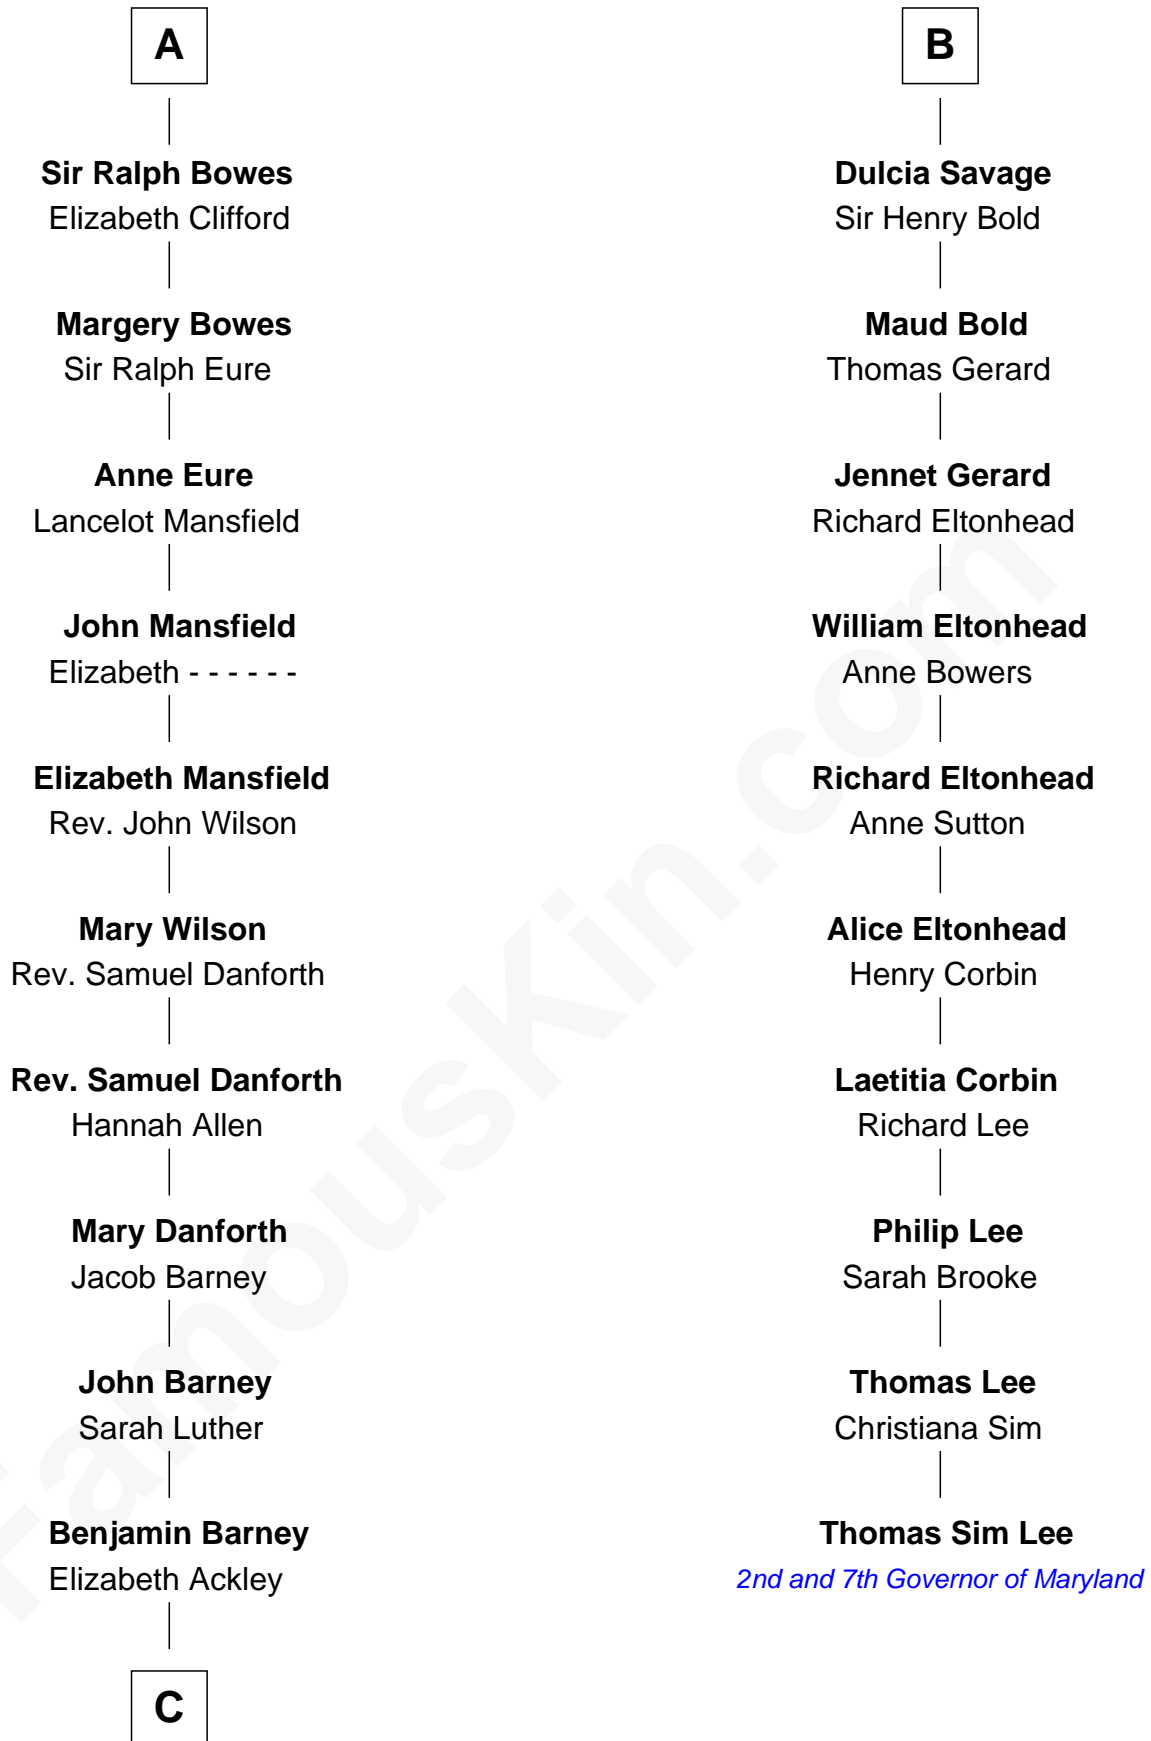 A
Sir Ralph Bowes
Elizabeth Clifford
Margery Bowes
Sir Ralph Eure
Anne Eure
Lancelot Mansfield
John Mansfield
Elizabeth - - - - - -
Elizabeth Mansfield
Rev. John Wilson
Mary Wilson
Rev. Samuel Danforth
Rev. Samuel Danforth
Hannah Allen
Mary Danforth
Jacob Barney
John Barney
Sarah Luther
Benjamin Barney
Elizabeth Ackley
C
B
Dulcia Savage
Sir Henry Bold
Maud Bold
Thomas Gerard
Jennet Gerard
Richard Eltonhead
William Eltonhead
Anne Bowers
Richard Eltonhead
Anne Sutton
Alice Eltonhead
Henry Corbin
Laetitia Corbin
Richard Lee
Philip Lee
Sarah Brooke
Thomas Lee
Christiana Sim
Thomas Sim Lee
2nd and 7th Governor of Maryland
FamousKin.com